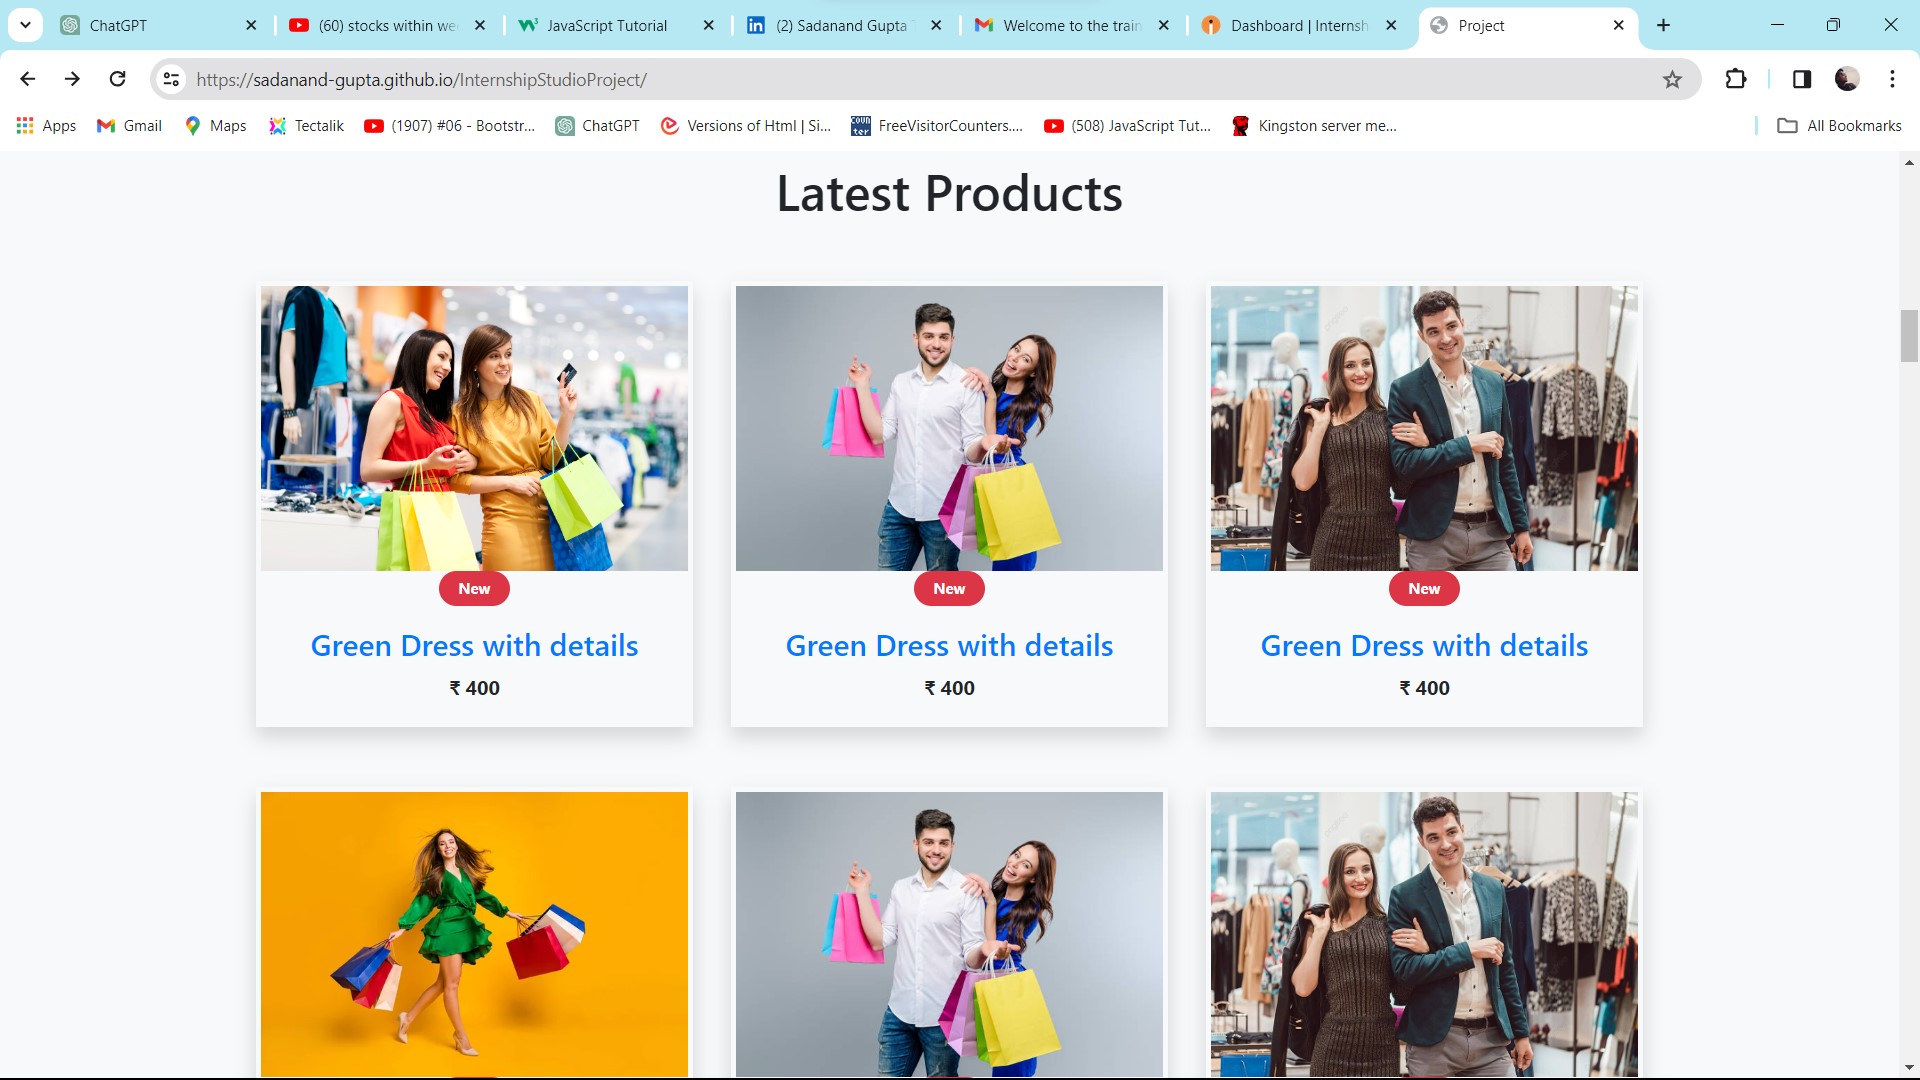 ChatGPT
(60) stocks within we
JavaScript Tutorial
(2) Sadanand Gupta
Welcome to the train
Dashboard | Internsh
Project
https://sadanand-gupta.github.io/InternshipStudioProject/
Apps
Gmail
Maps
Tectalik
(1907) #06 - Bootstr...
ChatGPT
Versions of Html | Si...
FreeVisitorCounters....
(508) JavaScript Tut...
Kingston server me...
All Bookmarks
Latest Products
New
New
New
Green Dress with details
Green Dress with details
Green Dress with details
₹ 400
₹ 400
₹ 400